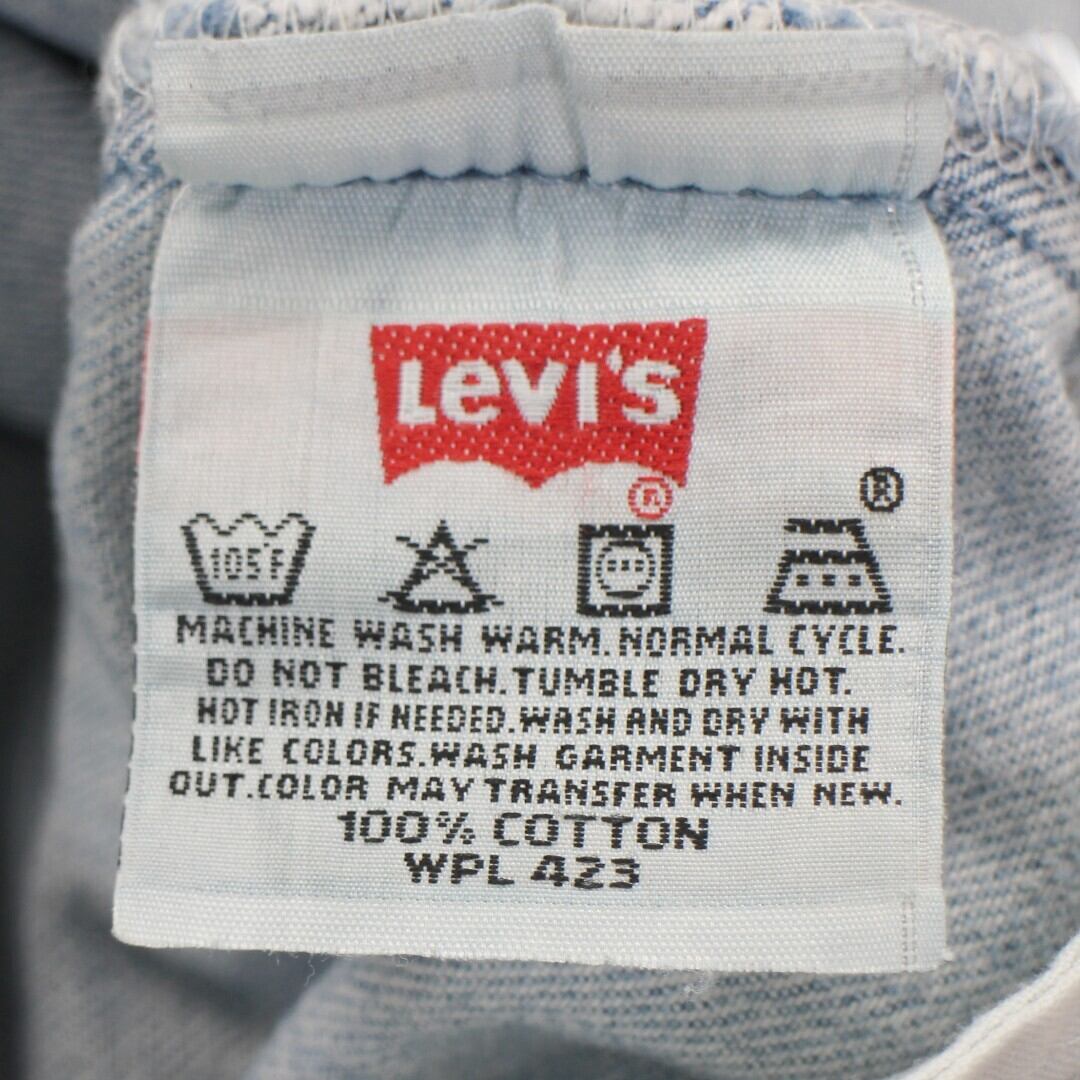 Levi's
®
®
105°F
MACHINE WASH WARM.NORMAL CYCLE.
DO NOT BLEACH.TUMBLE DRY HOT.
HOT IRON IF NEEDED.WASH AND DRY WITH
LIKE COLORS.WASH GARMENT INSIDE
OUT.COLOR MAY TRANSFER WHEN NEW.
100% COTTON
WPL 423